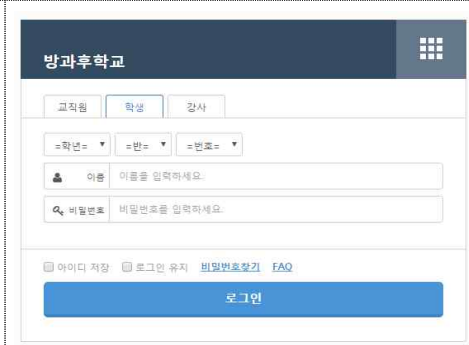 방과후학교
교직원 학생 강사
=학년= =반= =번호=
이름 이름을 입력하세요.
비밀번호 비밀번호를 입력하세요.
아이디 저장 로그인 유지 비밀번호찾기 FAQ
로그인